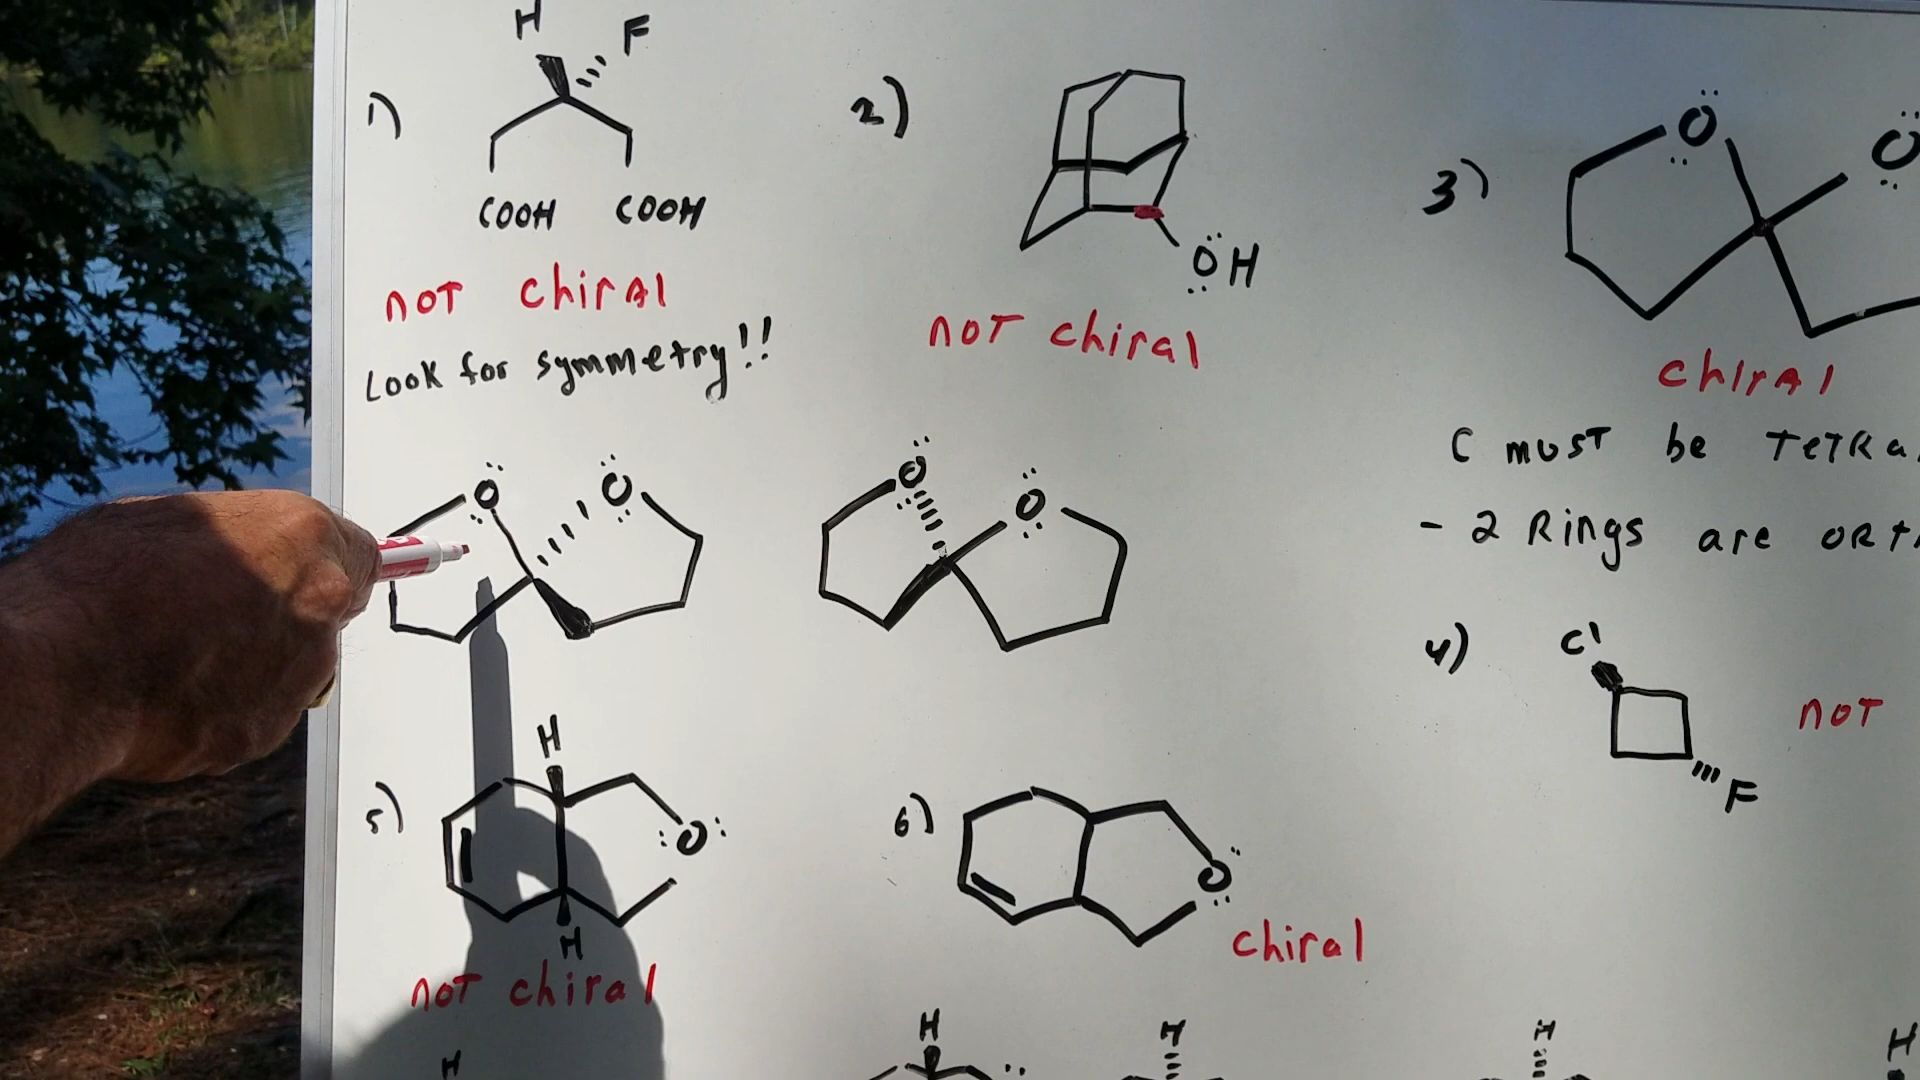 H
F
1)
COOH COOH
not chiral
Look for symmetry!!
2)
OH
not chiral
3)
O O
chiral
C must be
- 2 Rings are
O O
O O
4)
Cl
F
not
5)
H
O
H
not chiral
6)
O
chiral
H
H
H
H
H